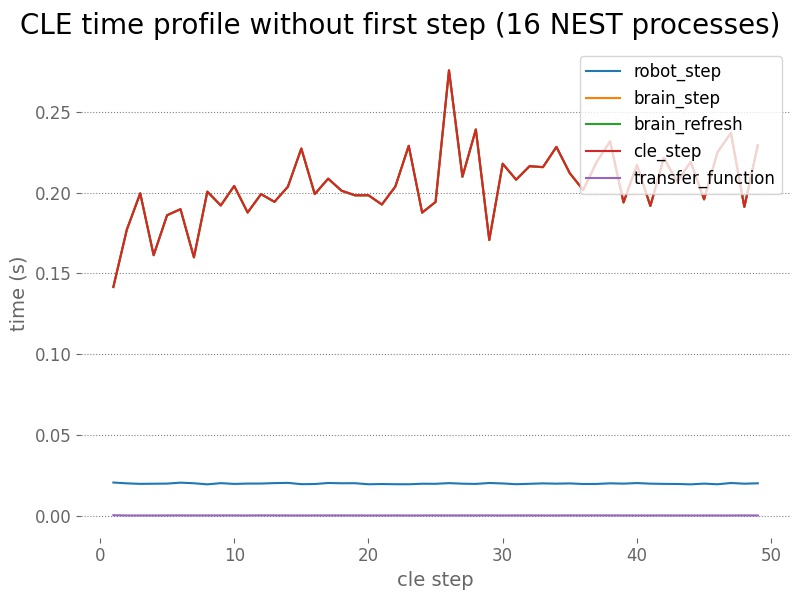 CLE time profile without first step (16 NEST processes)
robot_step
brain_step
brain_refresh
cle_step
transfer_function
time (s)
0.25
0.20
0.15
0.10
0.05
0.00
0 10 20 30 40 50
cle step